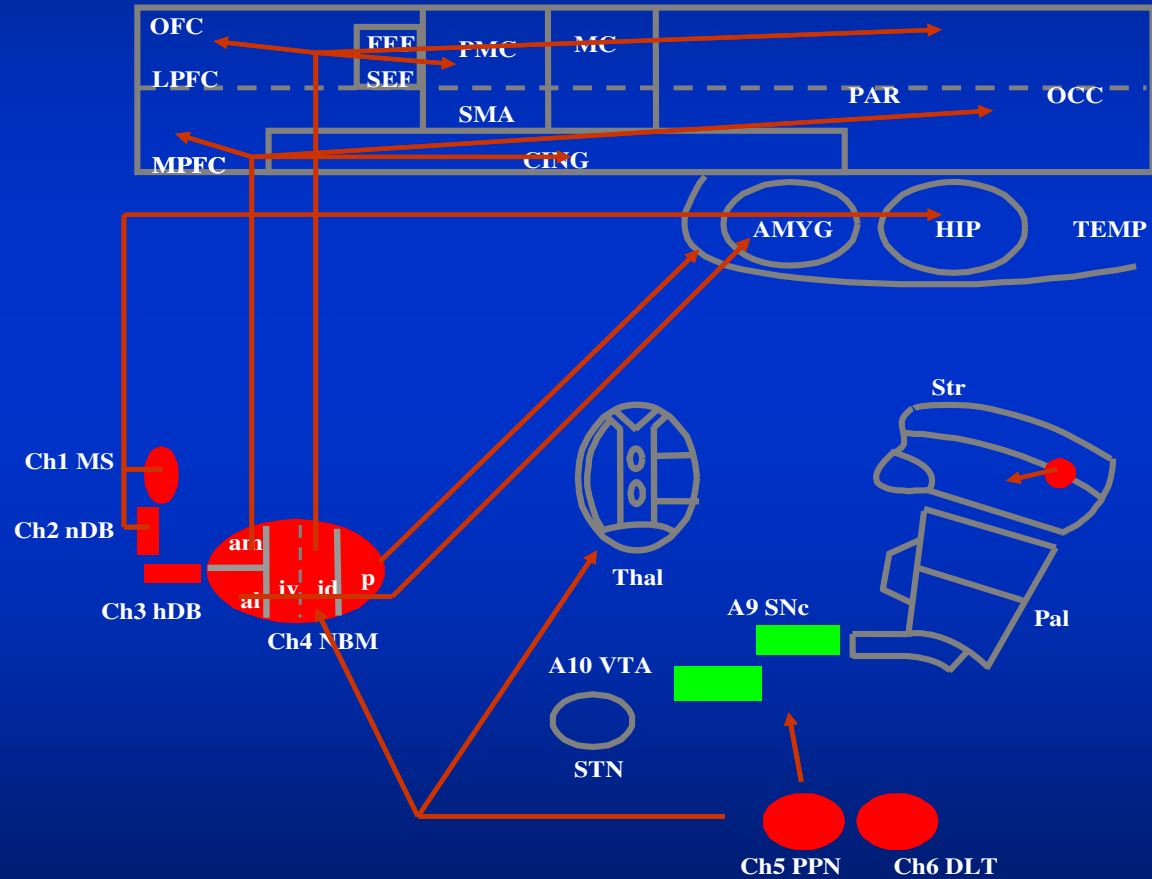 OFC
FEF
PMC
MC
LPFC
SEF
PAR
OCC
SMA
MPFC
CING
AMYG
HIP
TEMP
Str
Ch1 MS
Ch2 nDB
am
iv
id
p
al
Thal
Ch3 hDB
A9 SNc
Pal
Ch4 NBM
A10 VTA
STN
Ch5 PPN
Ch6 DLT